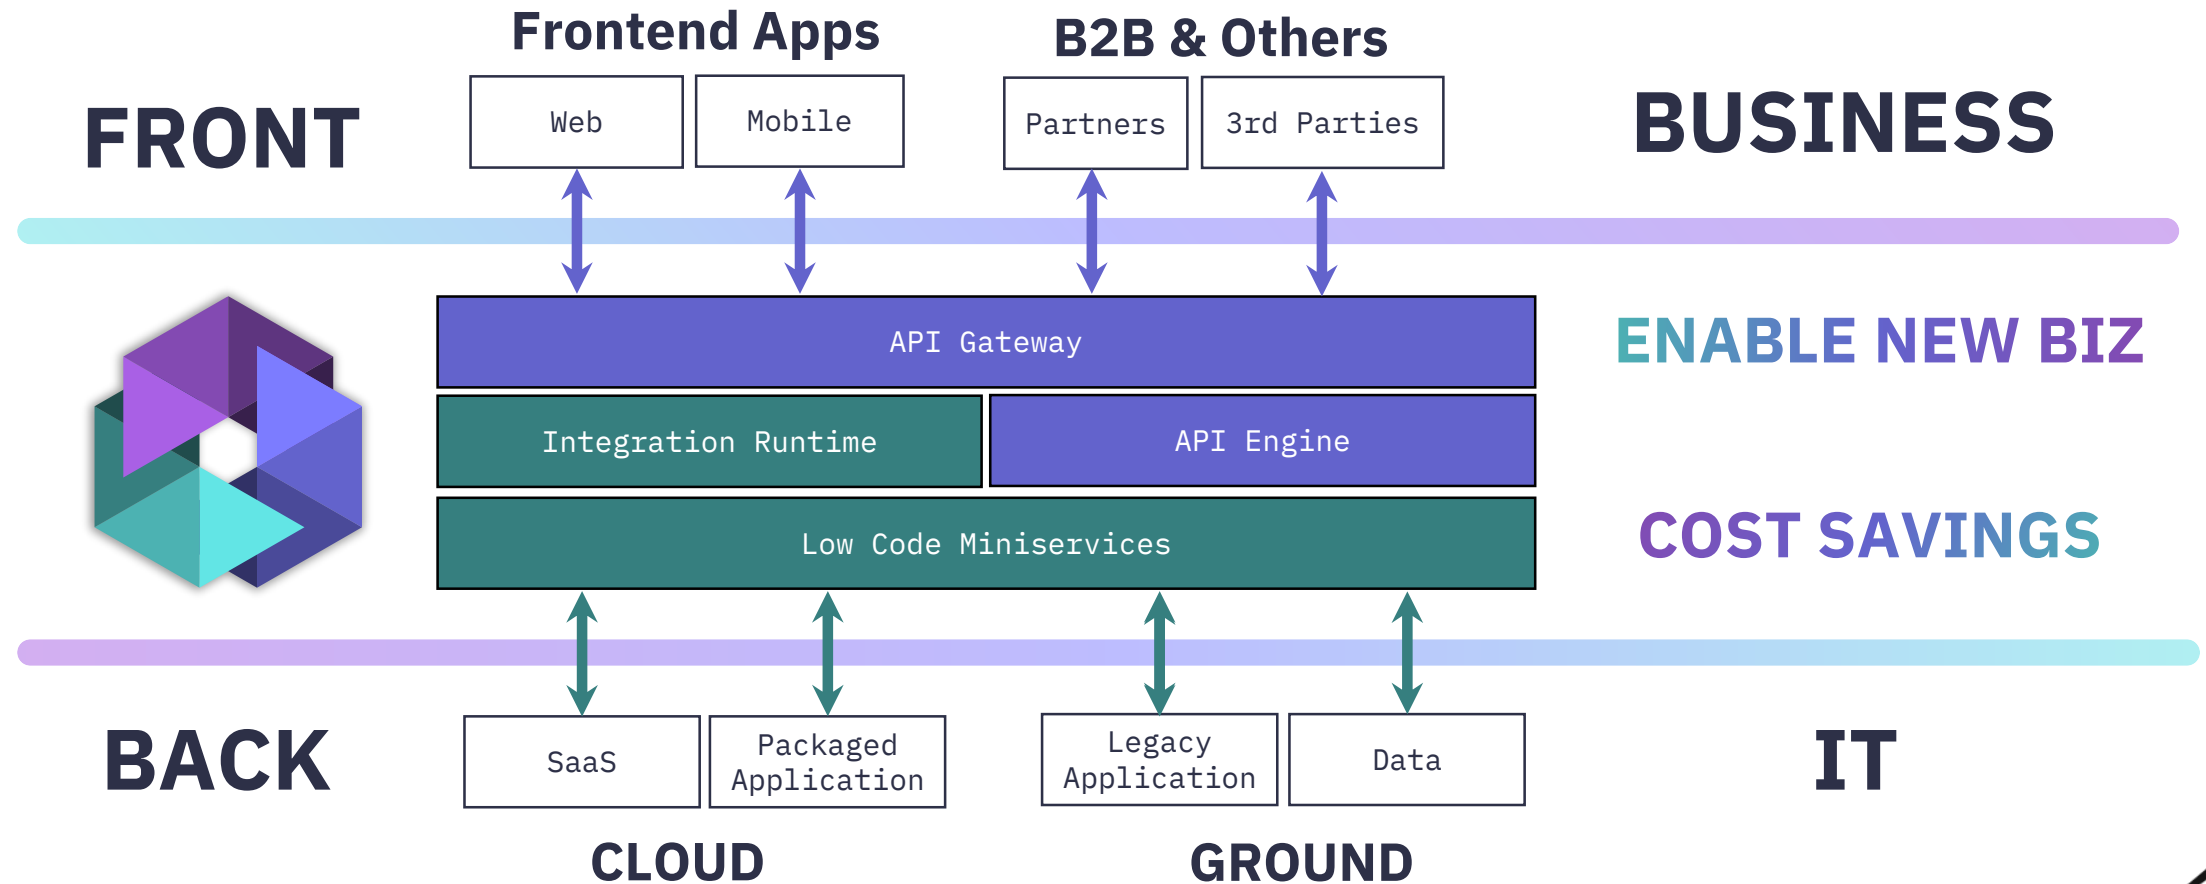 Frontend Apps
B2B & Others
FRONT
Web
Mobile
Partners
3rd Parties
BUSINESS
API Gateway
ENABLE NEW BIZ
Integration Runtime
API Engine
Low Code Miniservices
COST SAVINGS
BACK
SaaS
Packaged
Application
Legacy
Application
Data
IT
CLOUD
GROUND